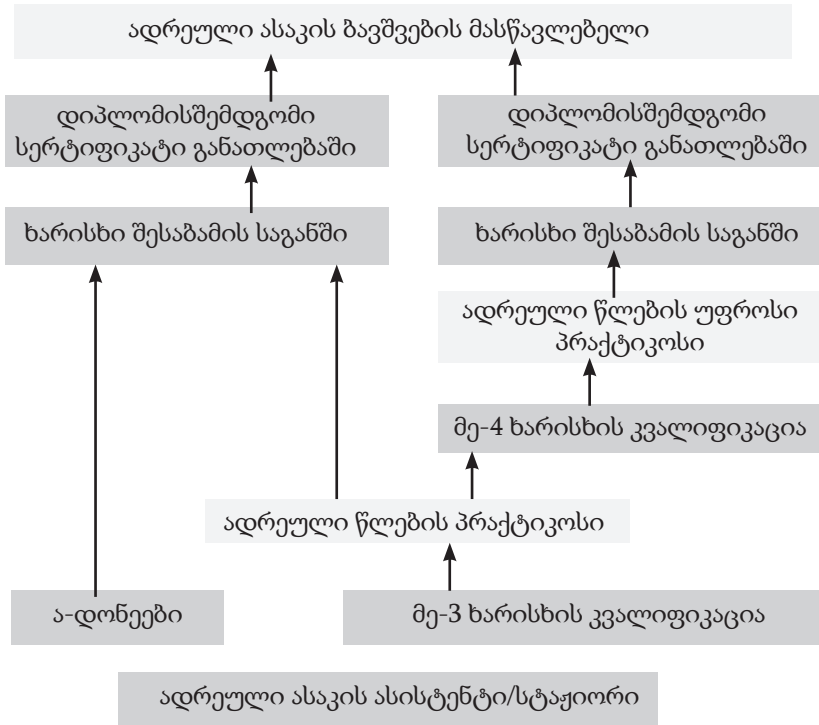 ადრეული ასაკის ბავშვების მასწავლებელი
დიპლომისშემდგომი
სერტიფიკატი განათლებაში
დიპლომისშემდგომი
სერტიფიკატი განათლებაში
ხარისხი შესაბამის საგანში
ხარისხი შესაბამის საგანში
ადრეული წლების უფროსი
პრაქტიკოსი
მე-4 ხარისხის კვალიფიკაცია
ადრეული წლების პრაქტიკოსი
ა-დონეები
მე-3 ხარისხის კვალიფიკაცია
ადრეული ასაკის ასისტენტი/სტაჟიორი